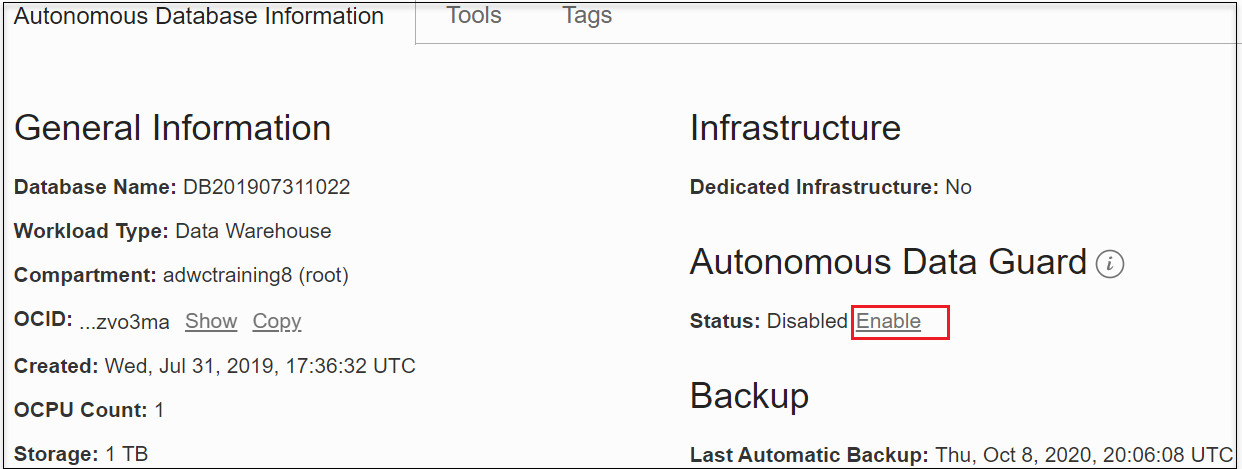 Autonomous Database Information Tools Tags
General Information
Database Name: DB201907311022
Workload Type: Data Warehouse
Compartment: adwctraining8 (root)
OCID: ...zvo3ma Show Copy
Created: Wed, Jul 31, 2019, 17:36:32 UTC
OCPU Count: 1
Storage: 1 TB
Infrastructure
Dedicated Infrastructure: No
Autonomous Data Guard i
Status: Disabled Enable
Backup
Last Automatic Backup: Thu, Oct 8, 2020, 20:06:08 UTC